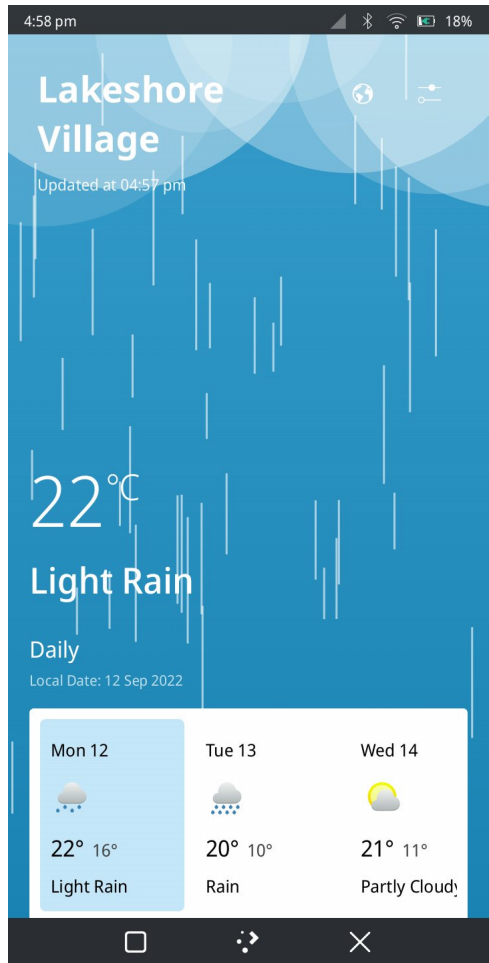 4:58 pm 18%
Lakeshore
Village
Updated at 04:57 pm
22°C
Light Rain
Daily
Local Date: 12 Sep 2022
Mon 12 Tue 13 Wed 14
22° 16° 20° 10° 21° 11°
Light Rain Rain Partly Cloudy